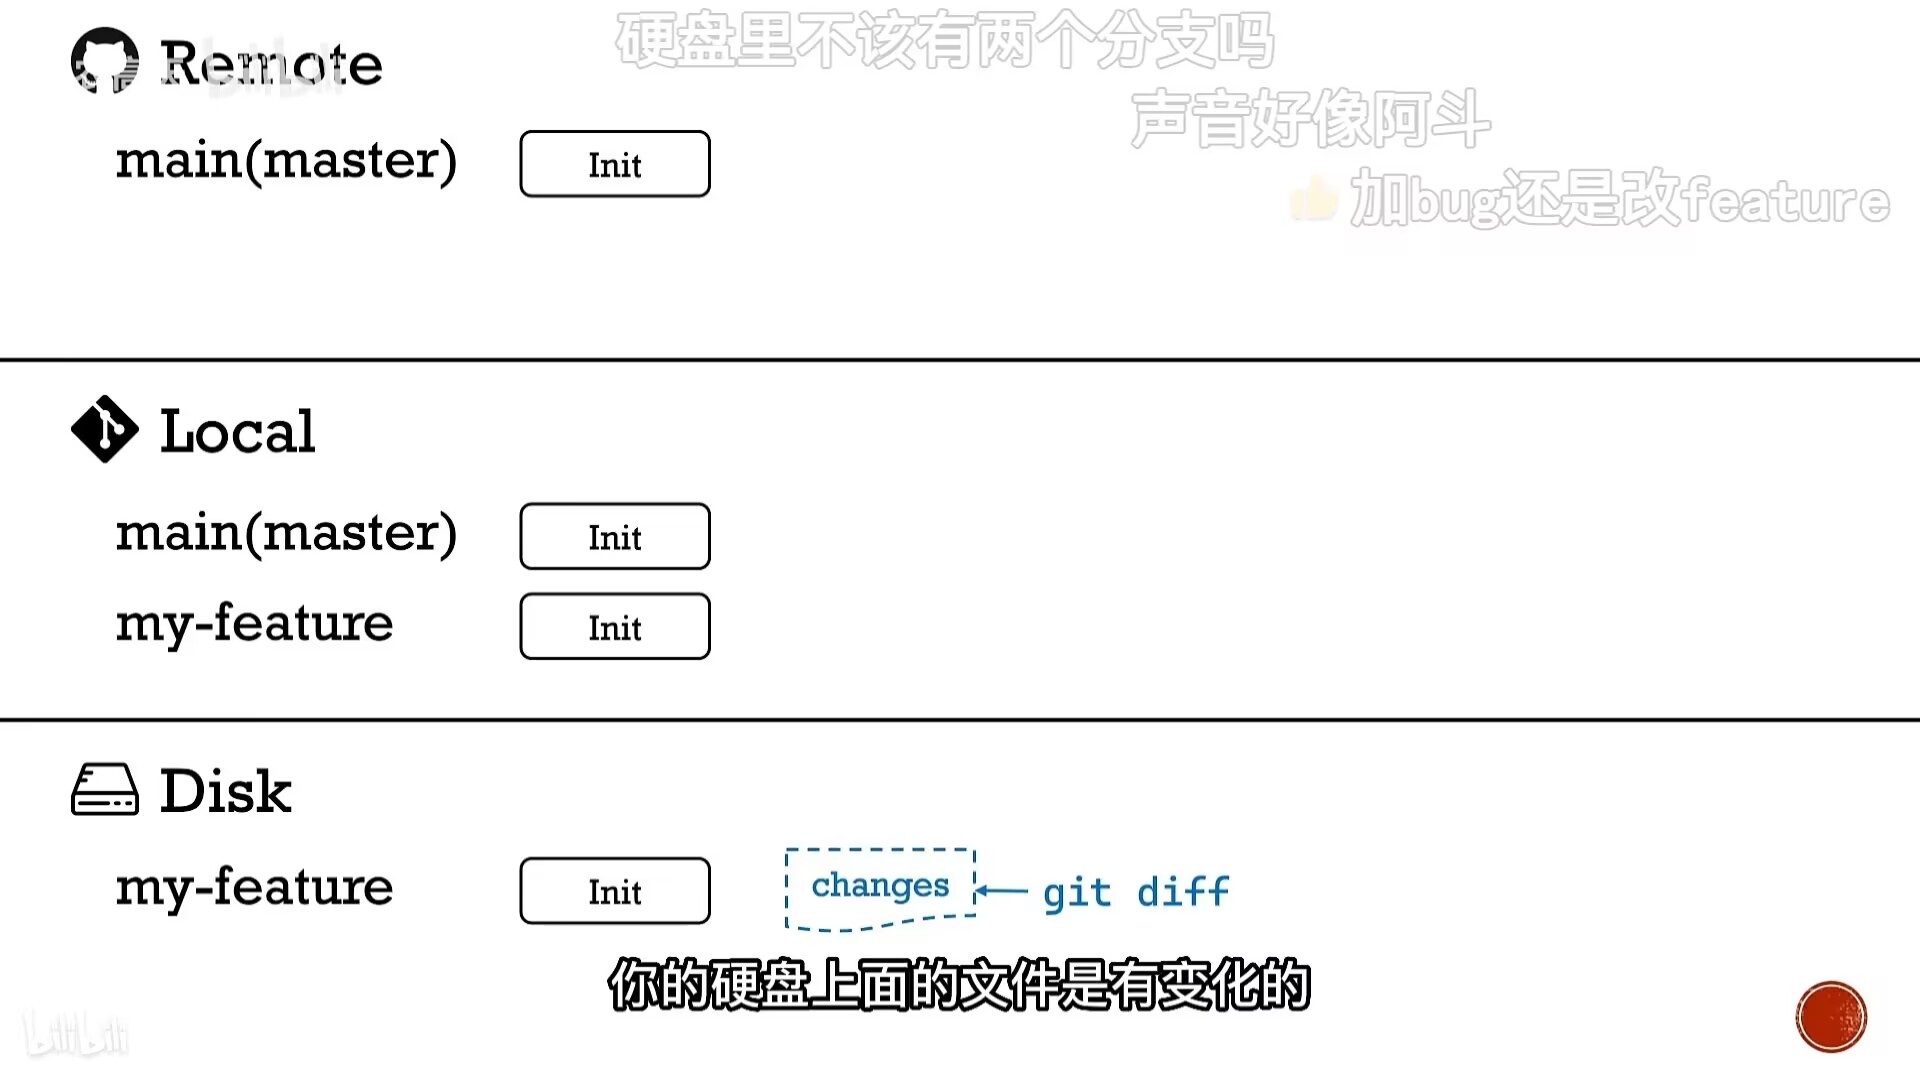 Remote
硬盘里不该有两个分支吗
声音好像阿斗
main(master) Init
👍加bug还是改feature
Local
main(master) Init
my-feature Init
Disk
my-feature Init changes git diff
你的硬盘上面的文件是有变化的
bilibili